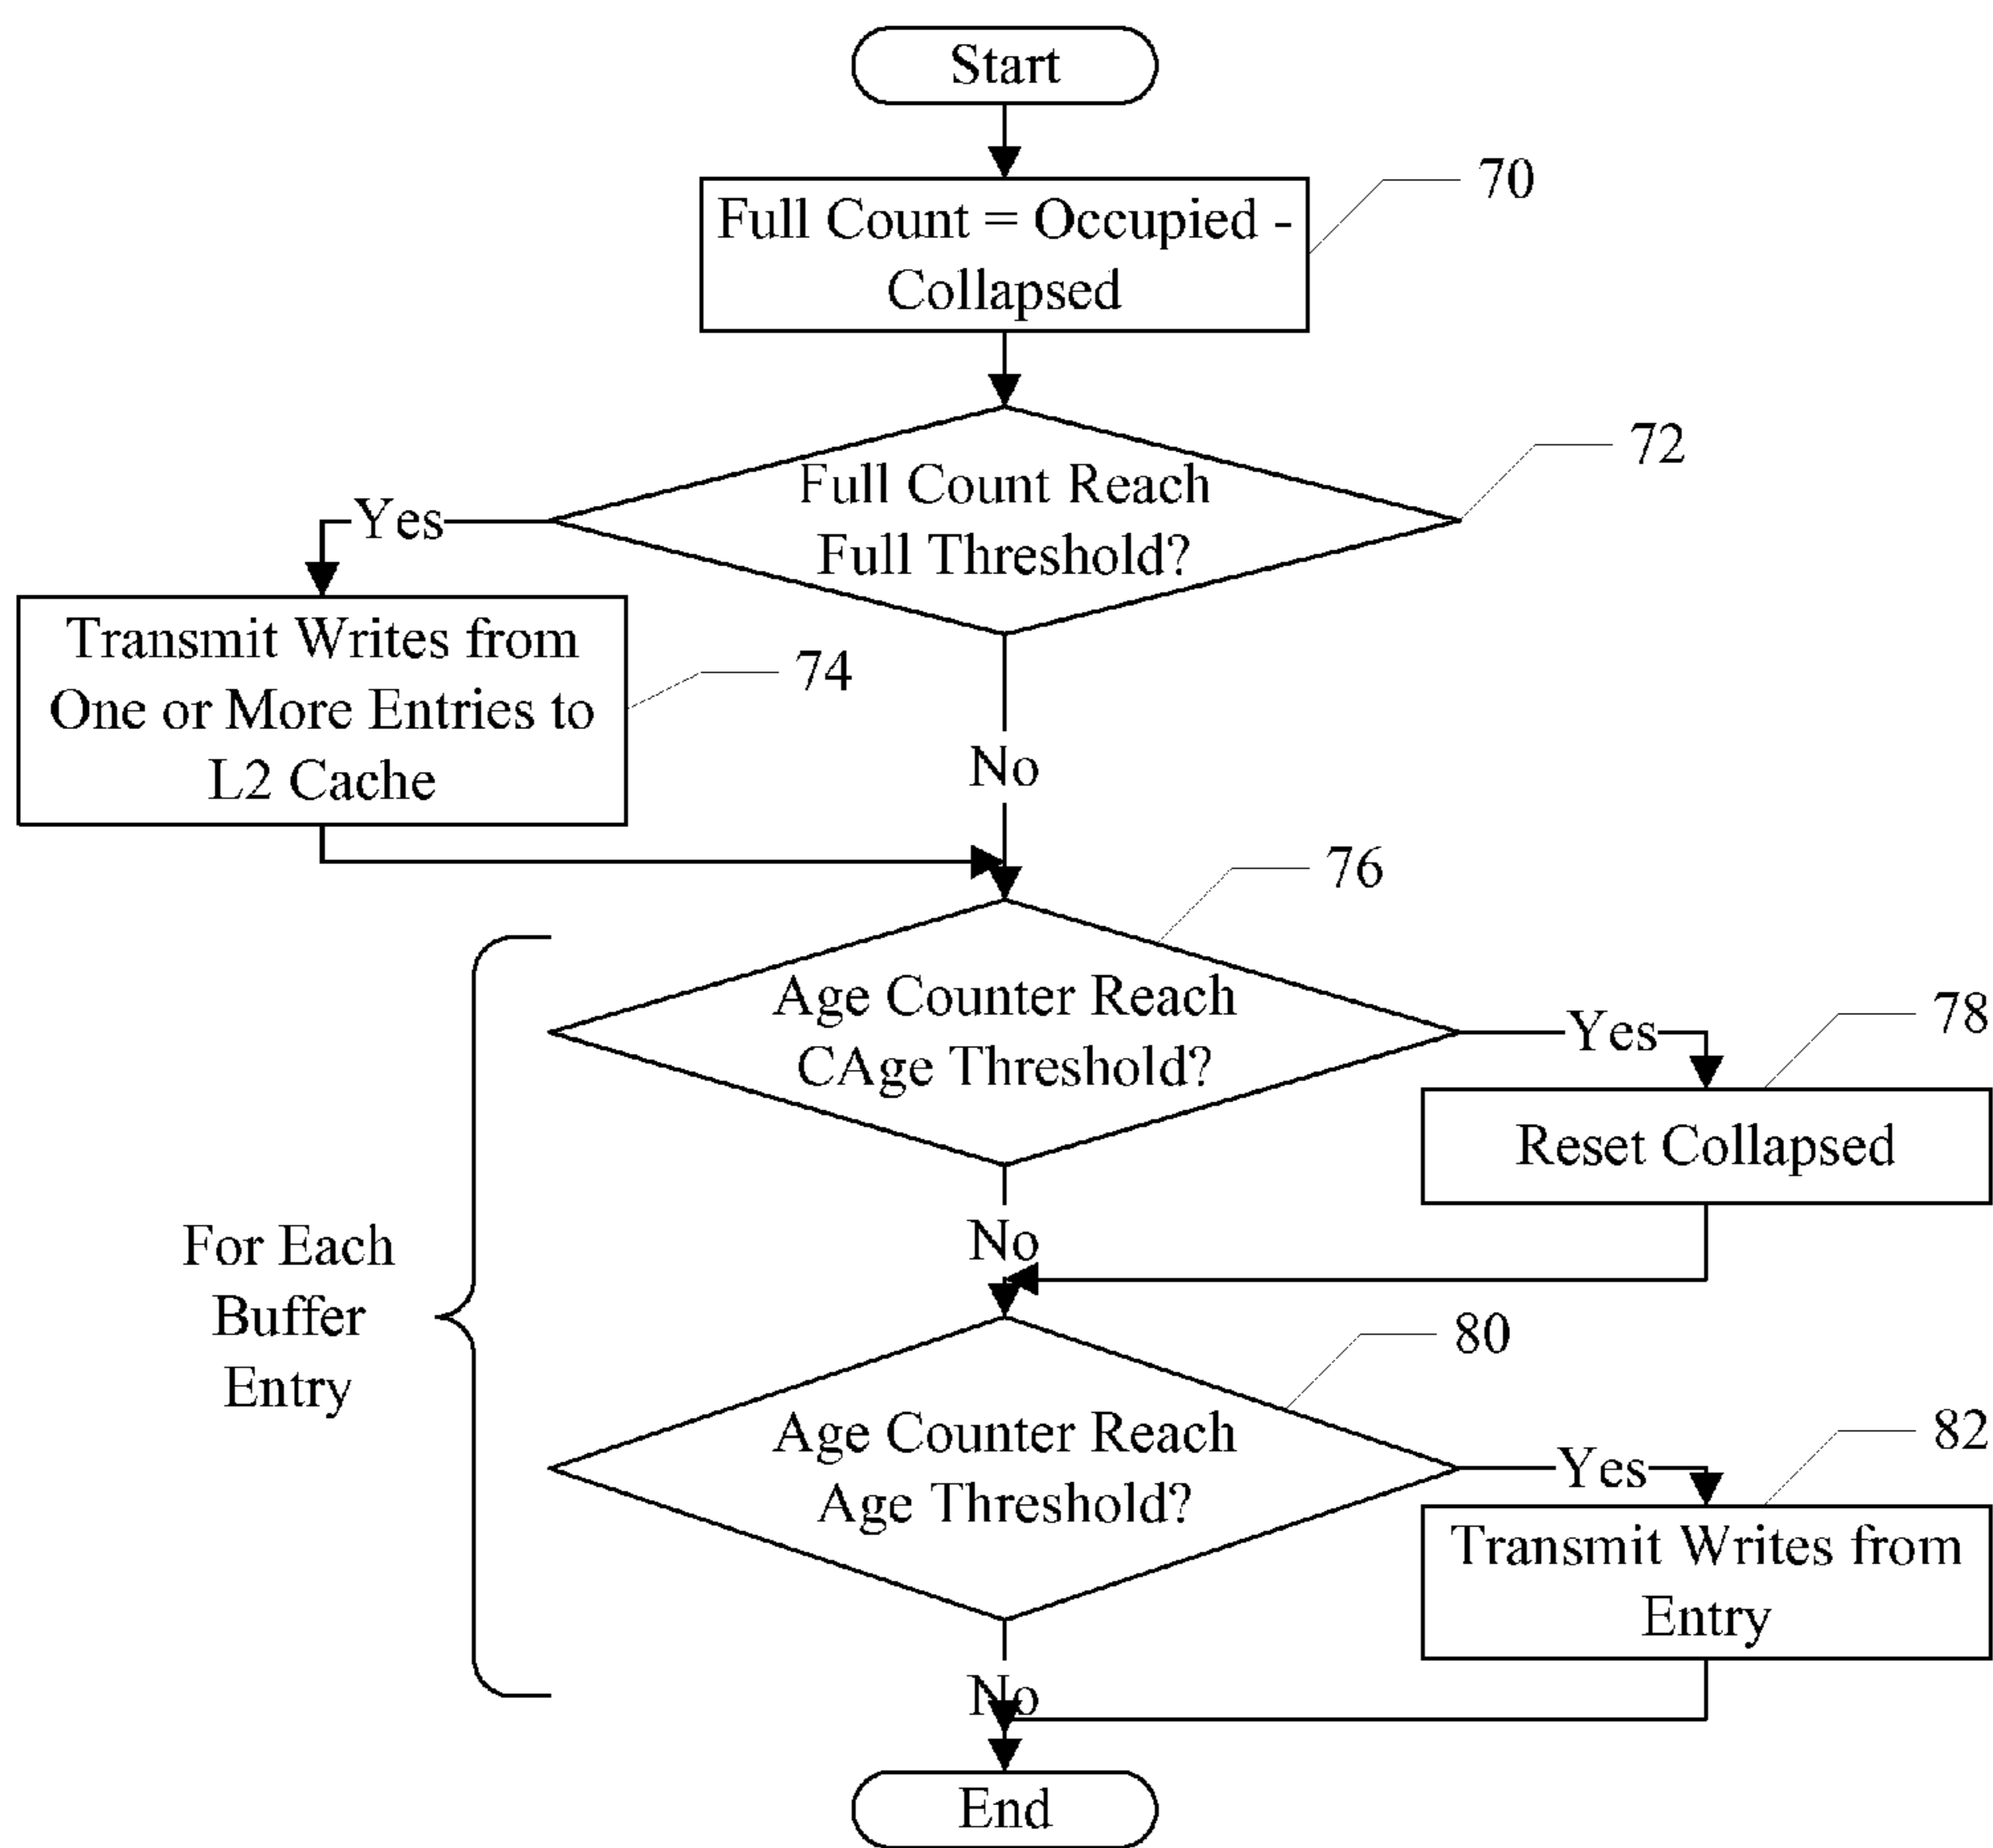 Start
Full Count = Occupied -
Collapsed
70
Full Count Reach
Full Threshold?
72
Yes
Transmit Writes from
One or More Entries to
L2 Cache
74
No
76
Age Counter Reach
CAge Threshold?
Yes
78
Reset Collapsed
No
For Each
Buffer
Entry
80
Age Counter Reach
Age Threshold?
Yes
82
Transmit Writes from
Entry
No
End